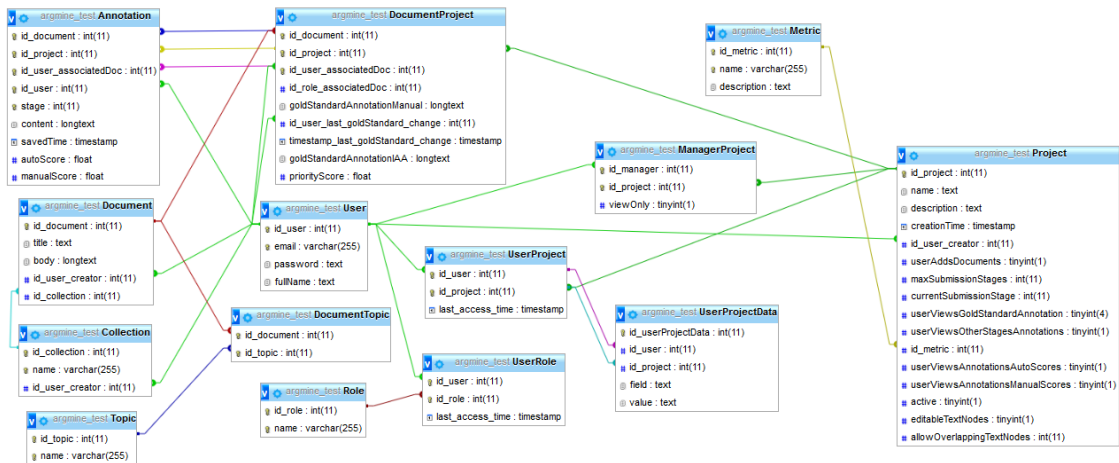 argmine_test Annotation
id_document : int(11)
id_project : int(11)
id_user_associatedDoc : int(11)
id_user : int(11)
stage : int(11)
content : longtext
savedTime : timestamp
autoScore : float
manualScore : float
argmine_test DocumentProject
id_document : int(11)
id_project : int(11)
id_user_associatedDoc : int(11)
id_role_associatedDoc : int(11)
goldStandardAnnotationManual : longtext
id_user_last_goldStandard_change : int(11)
timestamp_last_goldStandard_change : timestamp
goldStandardAnnotationIAA : longtext
priorityScore : float
argmine_test Metric
id_metric : int(11)
name : varchar(255)
description : text
argmine_test ManagerProject
id_manager : int(11)
id_project : int(11)
viewOnly : tinyint(1)
argmine_test Project
id_project : int(11)
name : text
description : text
creationTime : timestamp
id_user_creator : int(11)
userAddsDocuments : tinyint(1)
maxSubmissionStages : int(11)
currentSubmissionStage : int(11)
userViewsGoldStandardAnnotation : tinyint(4)
userViewsOtherStagesAnnotations : tinyint(1)
id_metric : int(11)
userViewsAnnotationsAutoScores : tinyint(1)
userViewsAnnotationsManualScores : tinyint(1)
active : tinyint(1)
editableTextNodes : tinyint(1)
allowOverlappingTextNodes : int(11)
argmine_test Document
id_document : int(11)
title : text
body : longtext
id_user_creator : int(11)
id_collection : int(11)
argmine_test User
id_user : int(11)
email : varchar(255)
password : text
fullName : text
argmine_test UserProject
id_user : int(11)
id_project : int(11)
last_access_time : timestamp
argmine_test UserProjectData
id_userProjectData : int(11)
id_user : int(11)
id_project : int(11)
field : text
value : text
argmine_test DocumentTopic
id_document : int(11)
id_topic : int(11)
argmine_test Collection
id_collection : int(11)
name : varchar(255)
id_user_creator : int(11)
argmine_test UserRole
id_user : int(11)
id_role : int(11)
last_access_time : timestamp
argmine_test Role
id_role : int(11)
name : varchar(255)
argmine_test Topic
id_topic : int(11)
name : varchar(255)